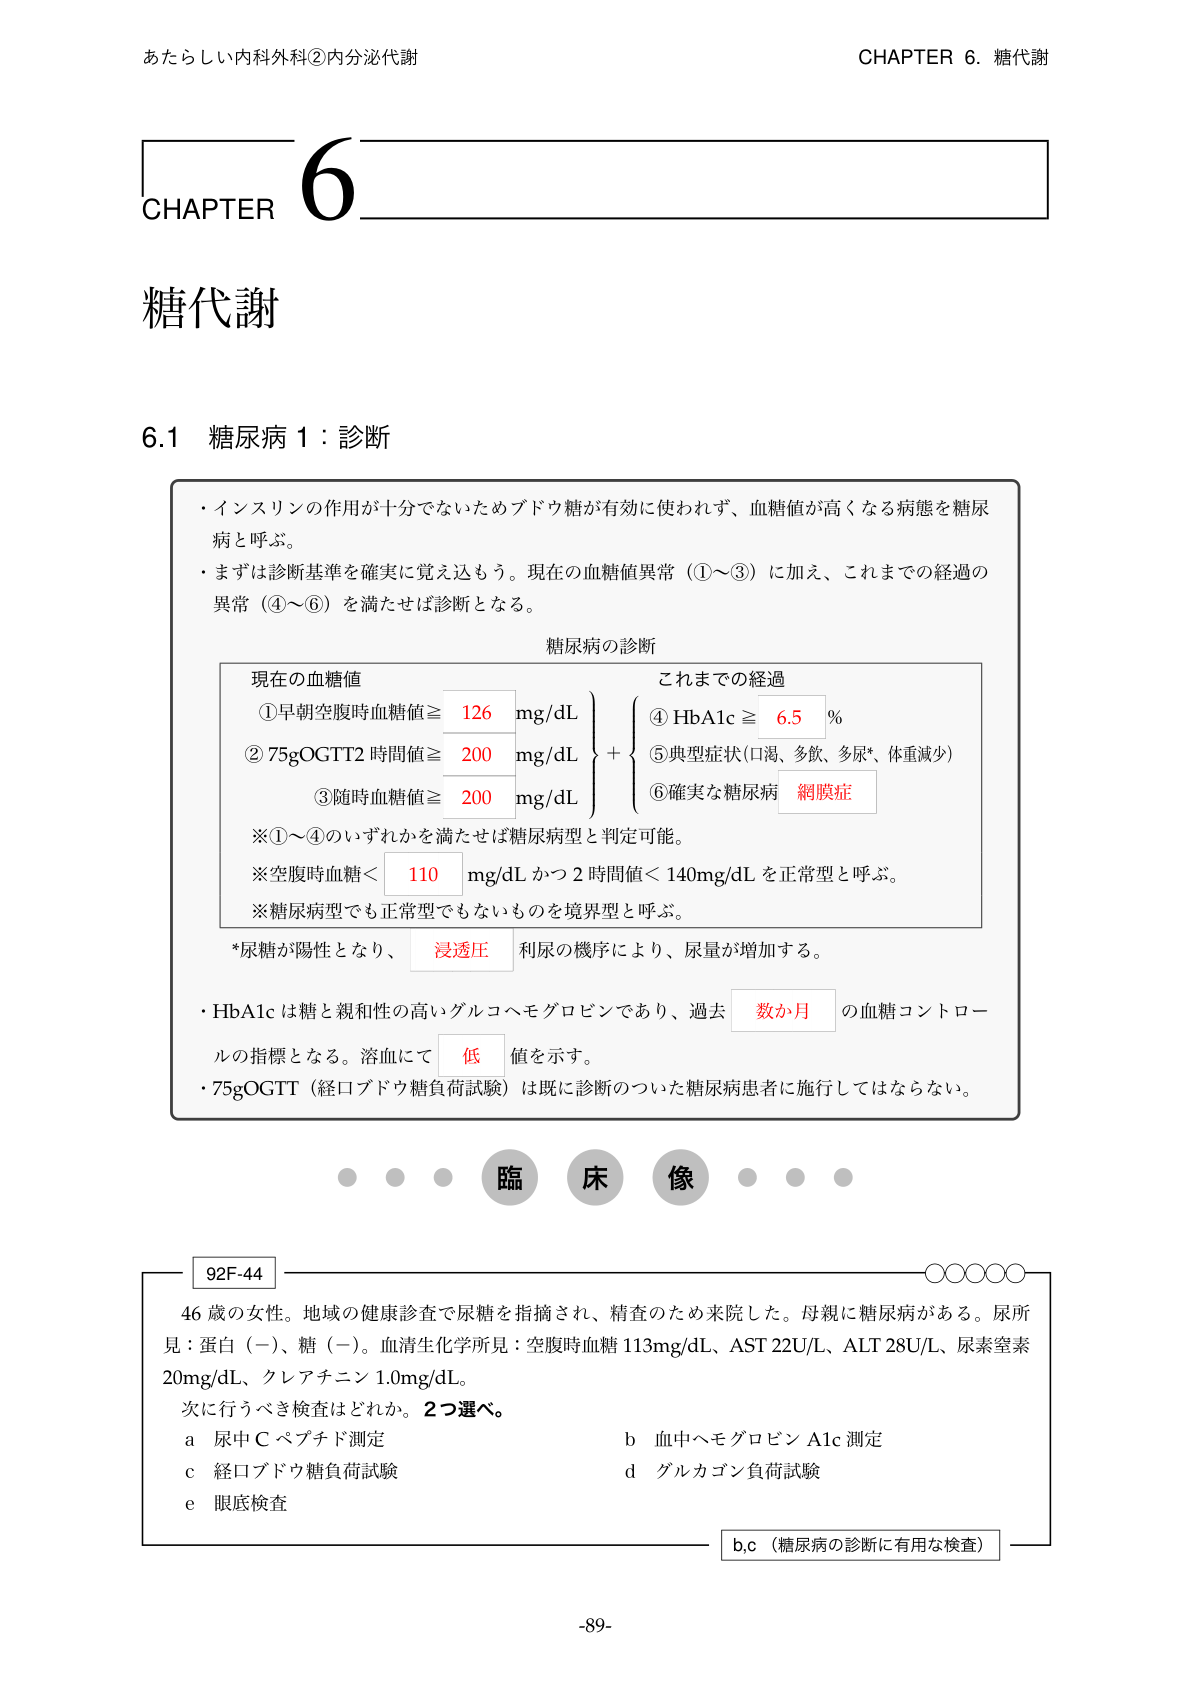 あたらしい内科外科②内分泌代謝
CHAPTER 6. 糖代謝
CHAPTER 6
糖代謝
6.1 糖尿病 1：診断
・インスリンの作用が十分でないためブドウ糖が有効に使われず、血糖値が高くなる病態を糖尿
病と呼ぶ。
・まずは診断基準を確実に覚え込もう。現在の血糖値異常（①〜③）に加え、これまでの経過の
異常（④〜⑥）を満たせば診断となる。
糖尿病の診断
現在の血糖値
①早朝空腹時血糖値≧ 126 mg/dL
② 75gOGTT2 時間値≧ 200 mg/dL
③随時血糖値≧ 200 mg/dL
＋
これまでの経過
④ HbA1c ≧ 6.5 %
⑤典型症状(口渇、多飲、多尿*、体重減少)
⑥確実な糖尿病 網膜症
※①〜④のいずれかを満たせば糖尿病型と判定可能。
※空腹時血糖＜ 110 mg/dL かつ 2 時間値＜ 140mg/dL を正常型と呼ぶ。
※糖尿病型でも正常型でもないものを境界型と呼ぶ。
*尿糖が陽性となり、 浸透圧 利尿の機序により、尿量が増加する。
・HbA1c は糖と親和性の高いグルコヘモグロビンであり、過去 数か月 の血糖コントロー
ルの指標となる。溶血にて 低 値を示す。
・75gOGTT（経口ブドウ糖負荷試験）は既に診断のついた糖尿病患者に施行してはならない。
臨床像
92F-44
46 歳の女性。地域の健康診査で尿糖を指摘され、精査のため来院した。母親に糖尿病がある。尿所
見：蛋白（－）、糖（－）。血清生化学所見：空腹時血糖 113mg/dL、AST 22U/L、ALT 28U/L、尿素窒素
20mg/dL、クレアチニン 1.0mg/dL。
次に行うべき検査はどれか。2つ選べ。
a 尿中 C ペプチド測定
b 血中ヘモグロビン A1c 測定
c 経口ブドウ糖負荷試験
d グルカゴン負荷試験
e 眼底検査
b,c （糖尿病の診断に有用な検査）
-89-